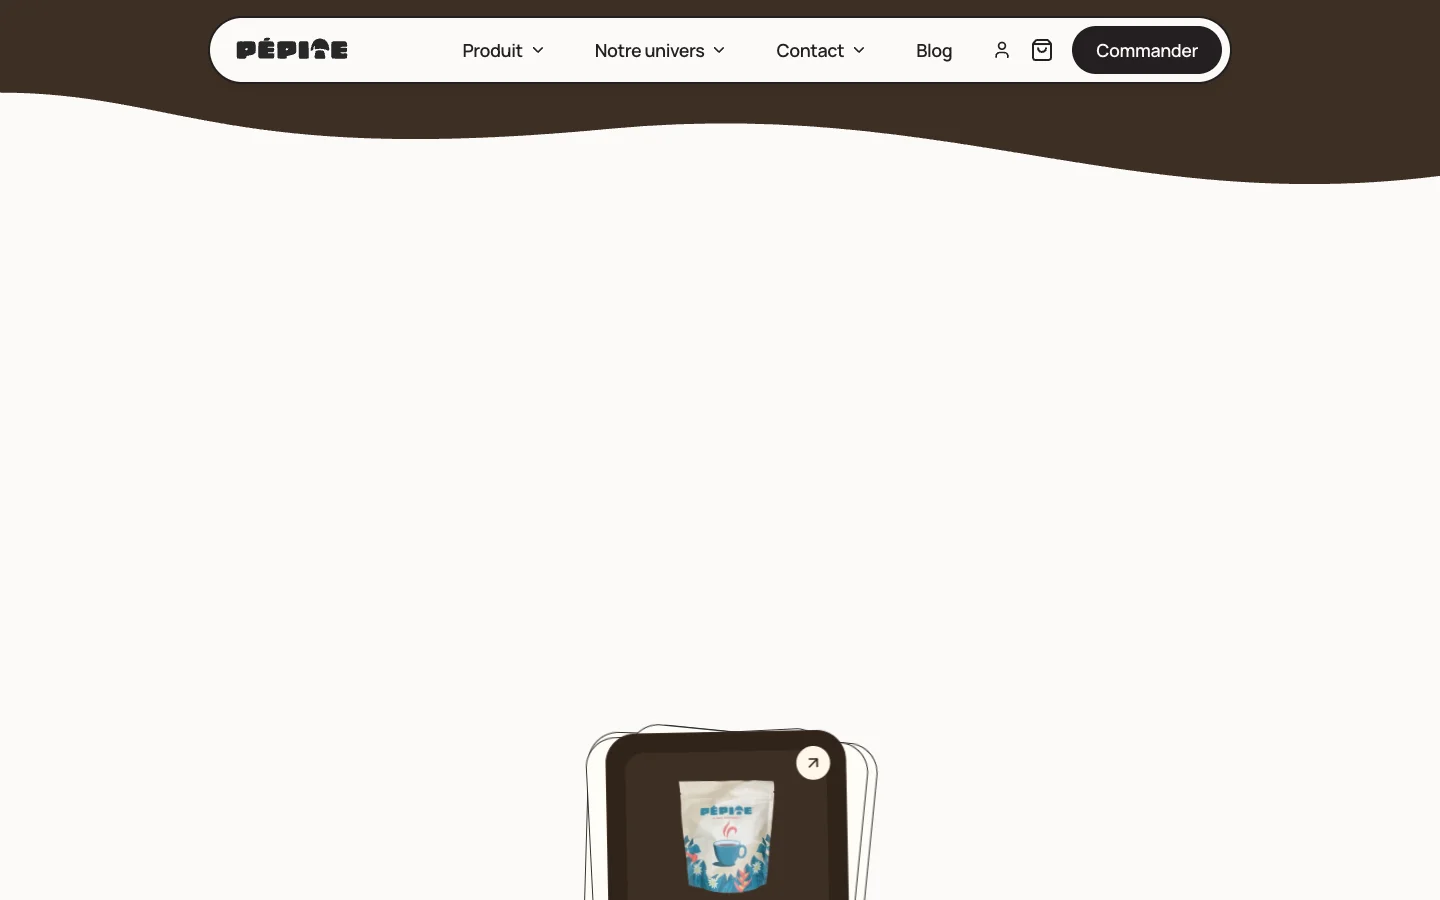 PÉPITE
Produit
Notre univers
Contact
Blog
Commander
PÉPITE